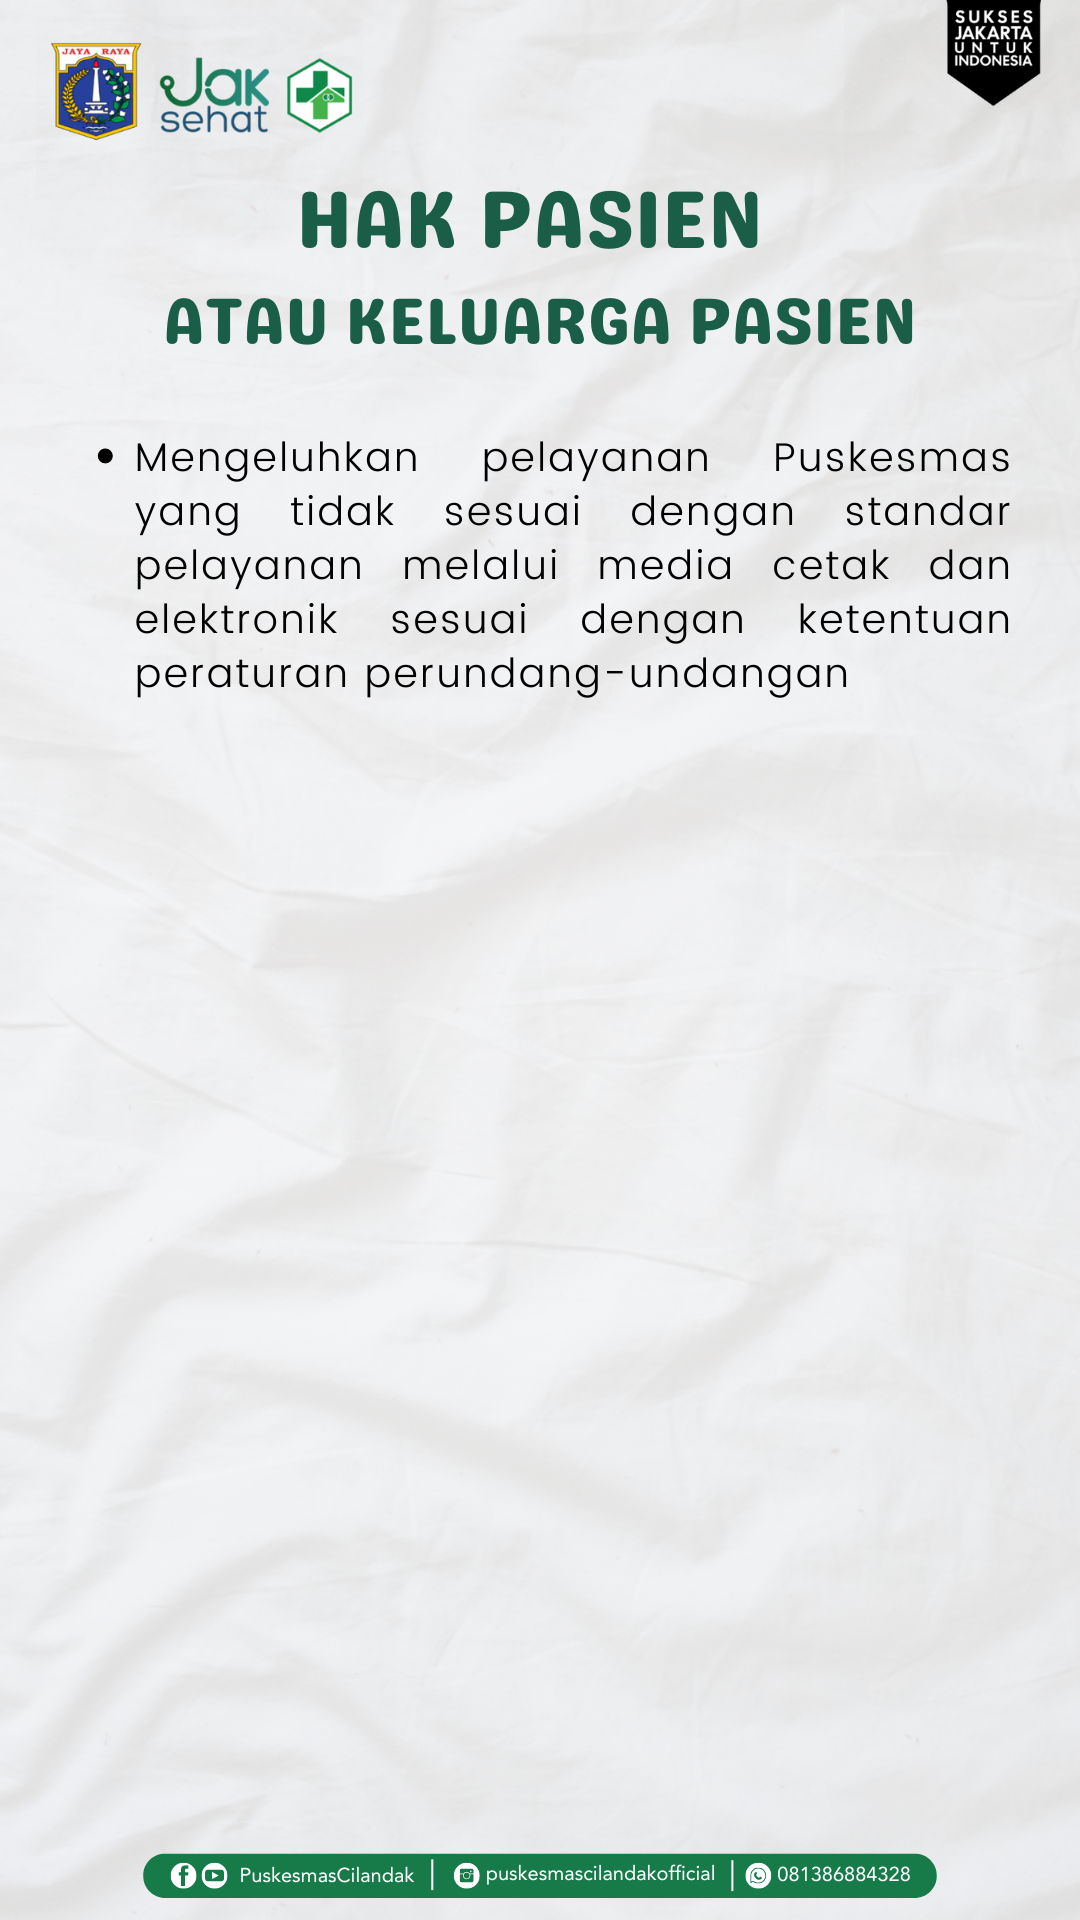 JAYA RAYA
Jak
sehat
SUKSES
JAKARTA
UNTUK
INDONESIA
HAK PASIEN
ATAU KELUARGA PASIEN
• Mengeluhkan pelayanan Puskesmas
yang tidak sesuai dengan standar
pelayanan melalui media cetak dan
elektronik sesuai dengan ketentuan
peraturan perundang-undangan
PuskesmasCilandak | puskesmascilandakofficial | 081386884328